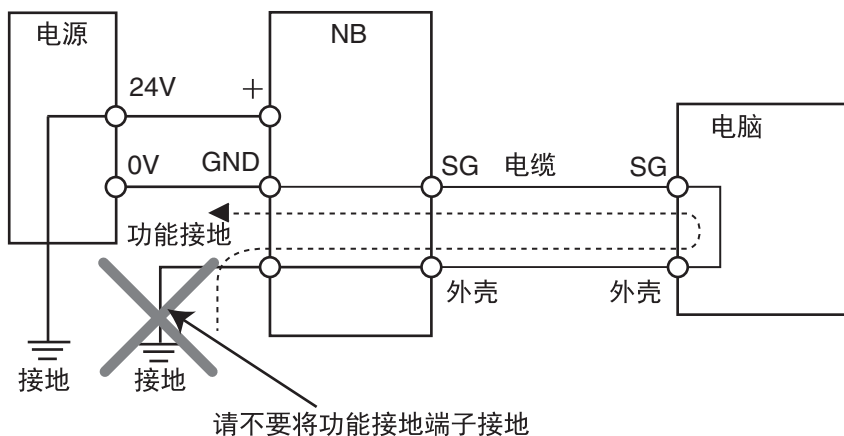 电源
NB
24V
+
电脑
0V
GND
SG
电缆
SG
功能接地
外壳
外壳
接地
接地
请不要将功能接地端子接地